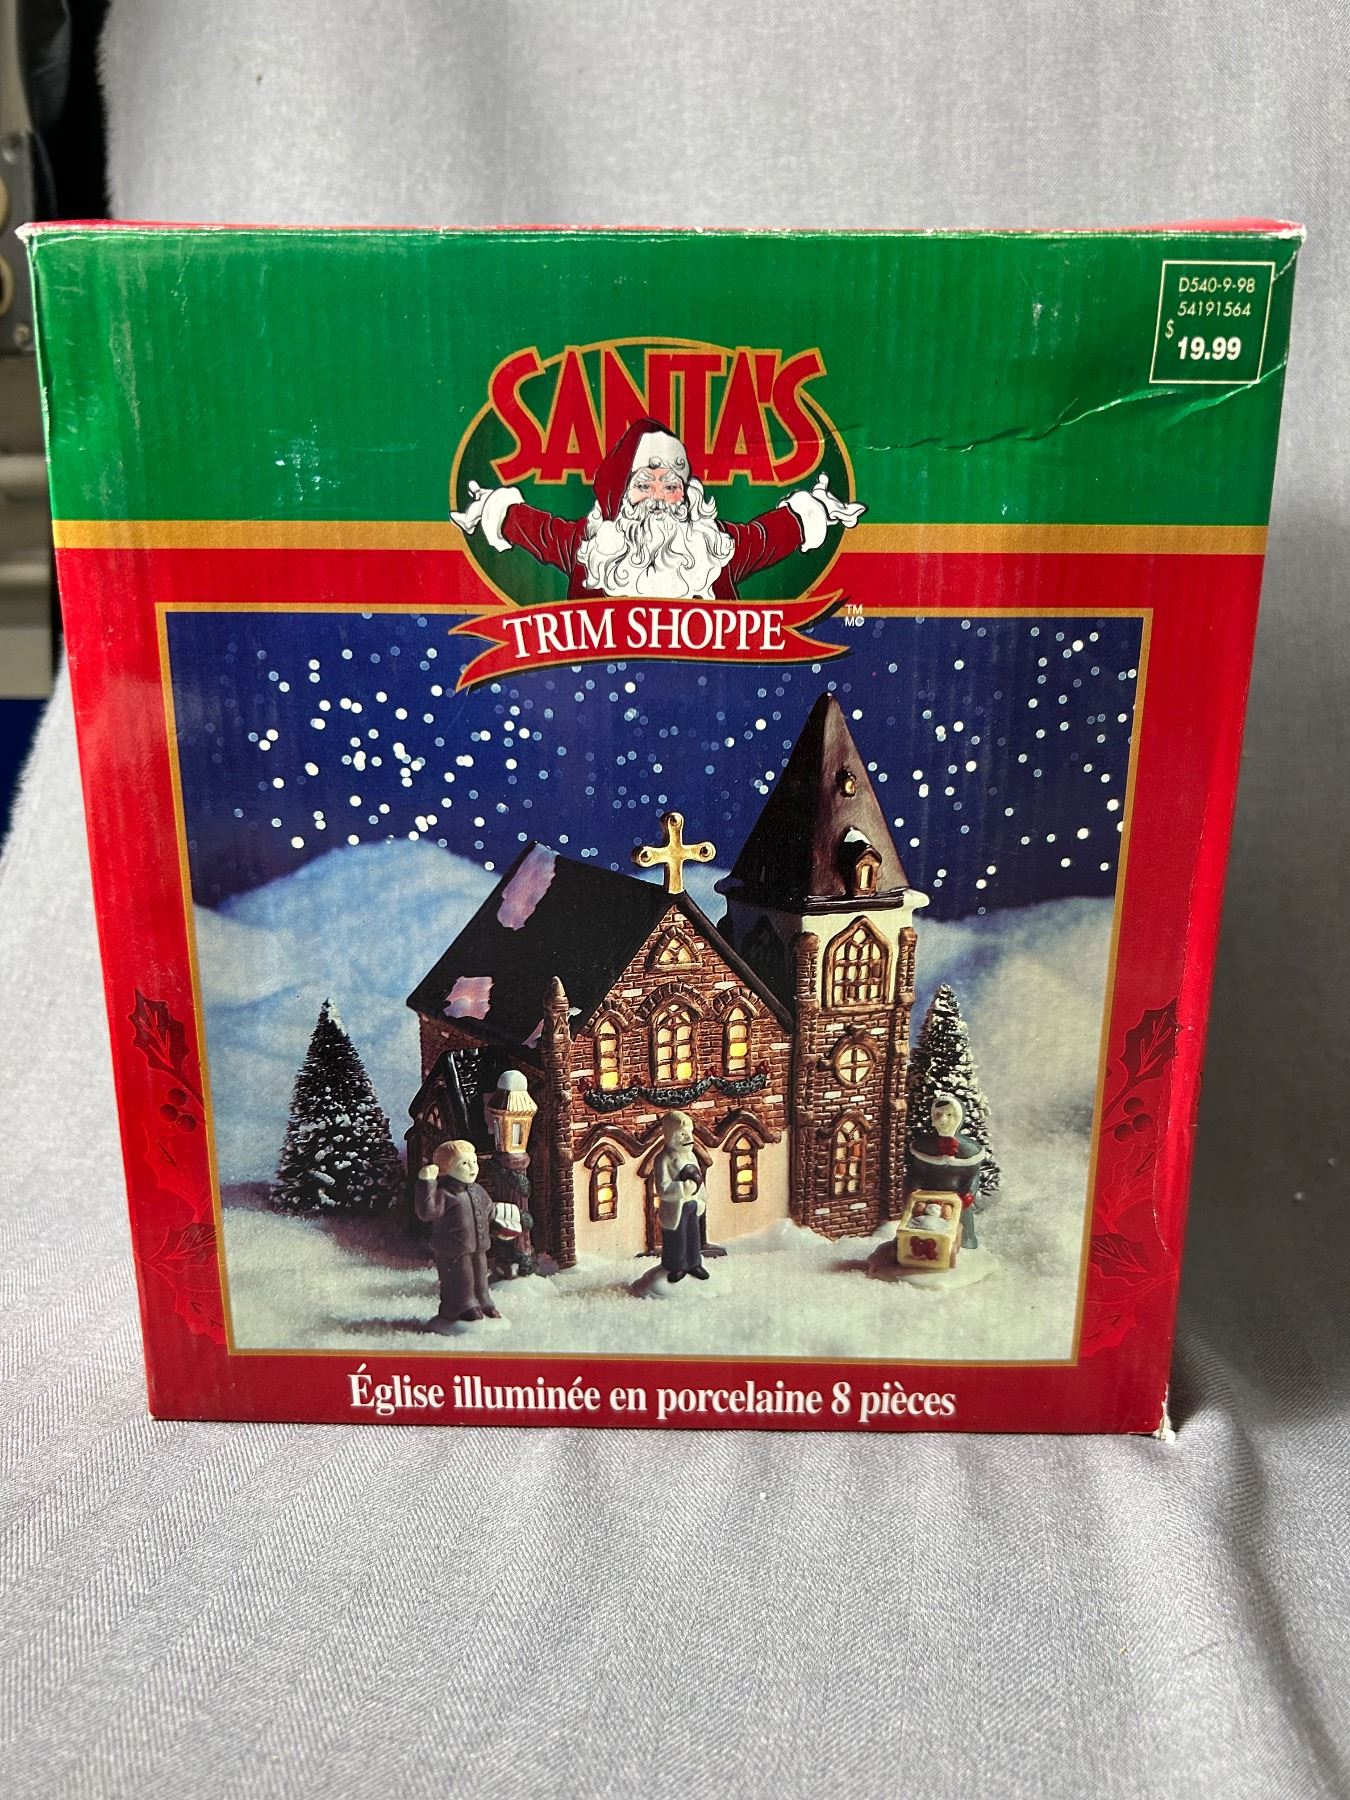 D540-9-98
54191564
$ 19.99
SANTA'S
TRIM SHOPPE
TM
MC
Église illuminée en porcelaine 8 pièces